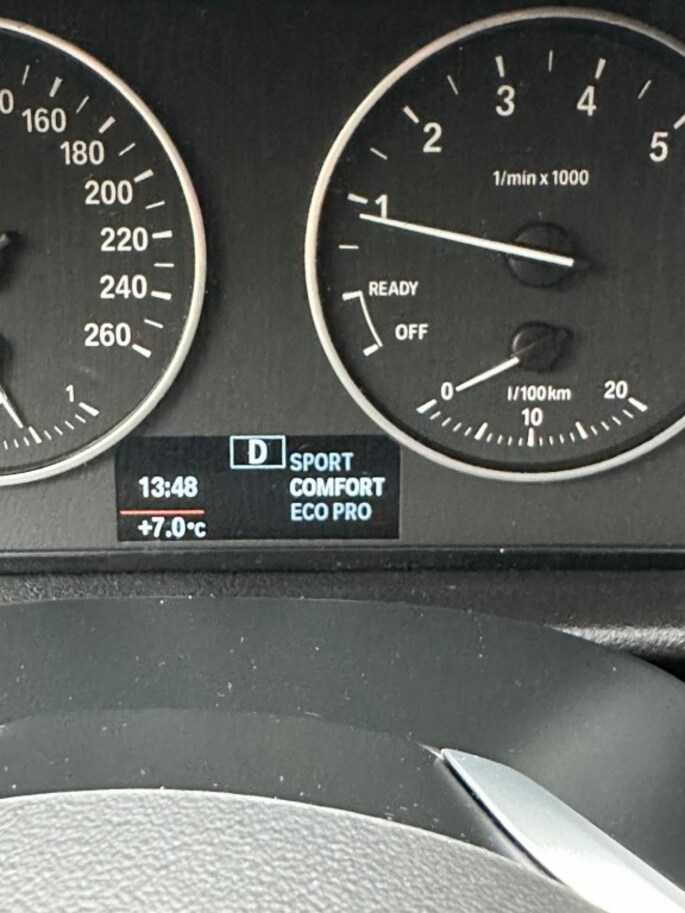 160
180
200
220
240
260
1
1
2
3
4
5
1/min x 1000
READY
OFF
0
l/100km
20
10
D
SPORT
13:48
COMFORT
ECO PRO
+7.0°C